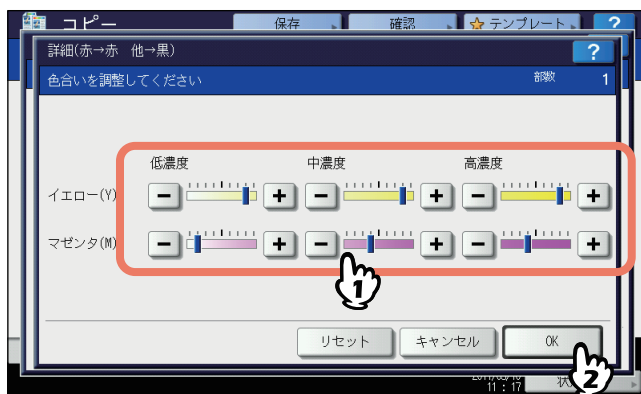 コピー 保存 確認 テンプレート ?
詳細(赤→赤 他→黒) ?
色合いを調整してください 部数 1
低濃度 中濃度 高濃度
イエロー(Y) − + − + − +
マゼンタ(M) − + − + − +
1
リセット キャンセル OK
2
11 : 17